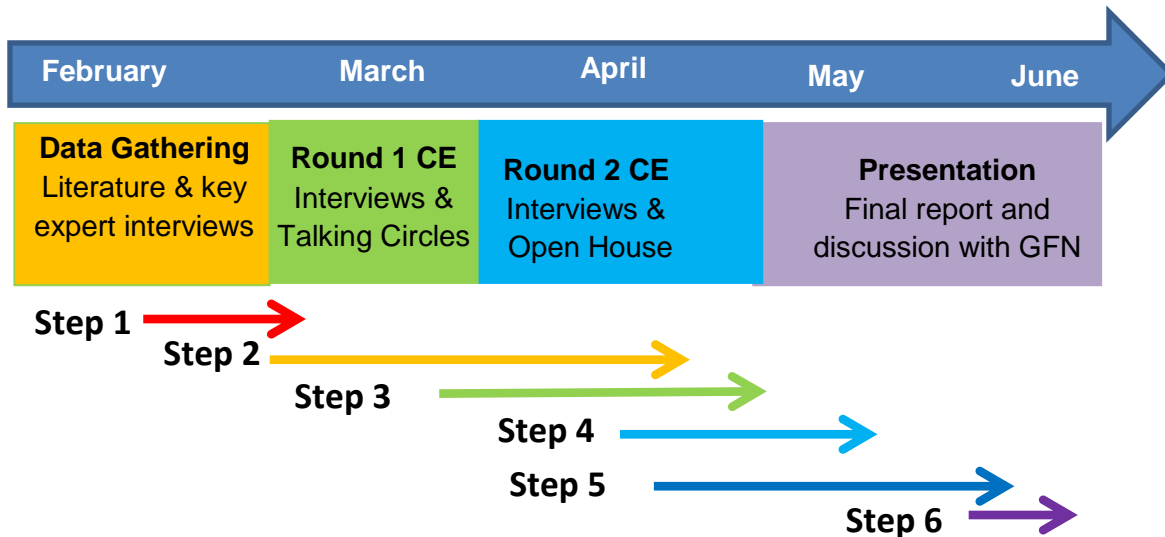 February March April May June
Data Gathering
Literature & key
expert interviews
Round 1 CE
Interviews &
Talking Circles
Round 2 CE
Interviews &
Open House
Presentation
Final report and
discussion with GFN
Step 1
Step 2
Step 3
Step 4
Step 5
Step 6